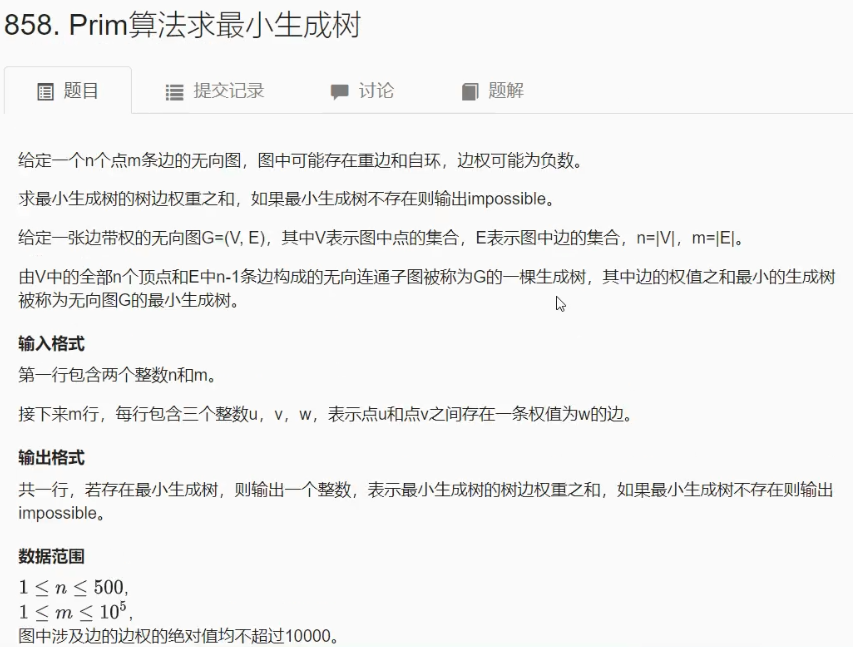 858. Prim算法求最小生成树
题目 提交记录 讨论 题解
给定一个n个点m条边的无向图，图中可能存在重边和自环，边权可能为负数。
求最小生成树的树边权重之和，如果最小生成树不存在则输出impossible。
给定一张边带权的无向图G=(V, E)，其中V表示图中点的集合，E表示图中边的集合，n=|V|，m=|E|。
由V中的全部n个顶点和E中n-1条边构成的无向连通子图被称为G的一棵生成树，其中边的权值之和最小的生成树
被称为无向图G的最小生成树。
输入格式
第一行包含两个整数n和m。
接下来m行，每行包含三个整数u，v，w，表示点u和点v之间存在一条权值为w的边。
输出格式
共一行，若存在最小生成树，则输出一个整数，表示最小生成树的树边权重之和，如果最小生成树不存在则输出
impossible。
数据范围
1 ≤ n ≤ 500,
1 ≤ m ≤ 10⁵,
图中涉及边的边权的绝对值均不超过10000。